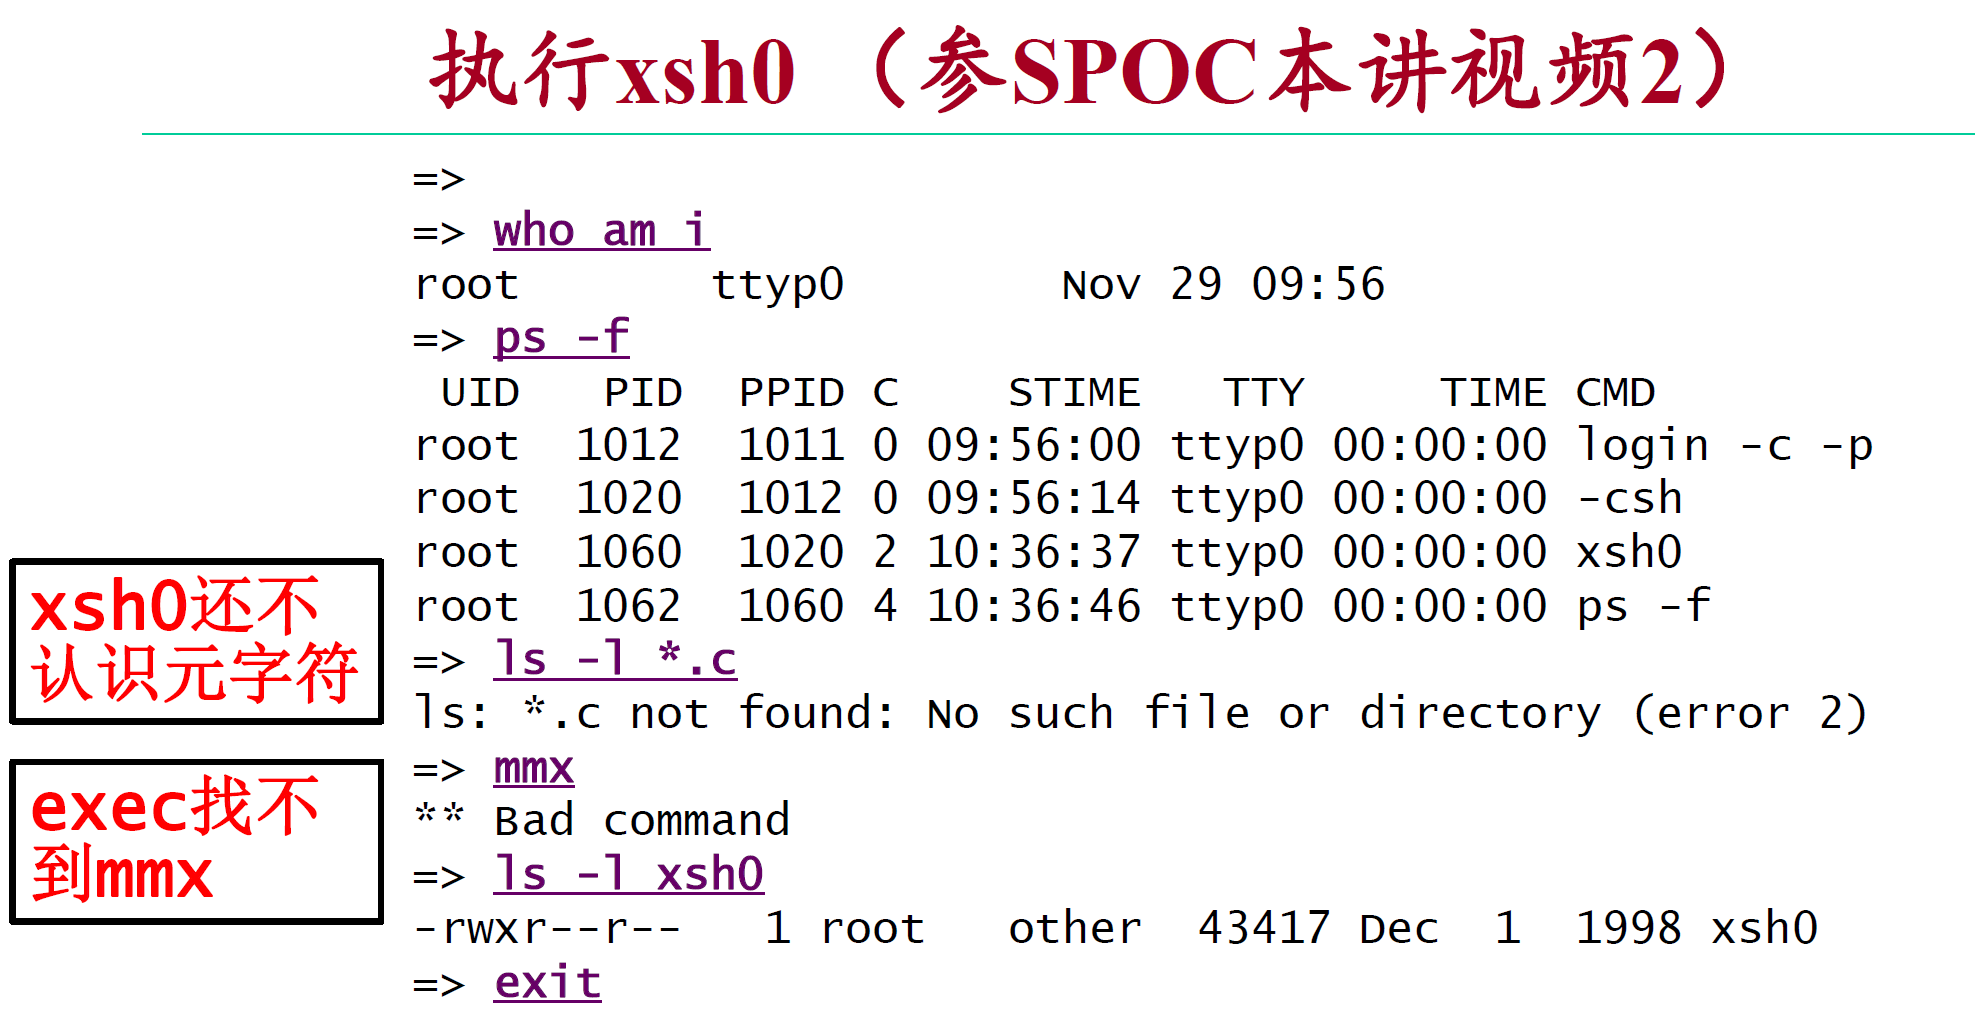 执行xsh0 （参SPOC本讲视频2）
=>
=> who am i
root ttyp0 Nov 29 09:56
=> ps -f
UID PID PPID C STIME TTY TIME CMD
root 1012 1011 0 09:56:00 ttyp0 00:00:00 login -c -p
root 1020 1012 0 09:56:14 ttyp0 00:00:00 -csh
root 1060 1020 2 10:36:37 ttyp0 00:00:00 xsh0
root 1062 1060 4 10:36:46 ttyp0 00:00:00 ps -f
=> ls -l *.c
ls: *.c not found: No such file or directory (error 2)
=> mmx
** Bad command
=> ls -l xsh0
-rwxr--r-- 1 root other 43417 Dec 1 1998 xsh0
=> exit
xsh0还不
认识元字符
exec找不
到mmx